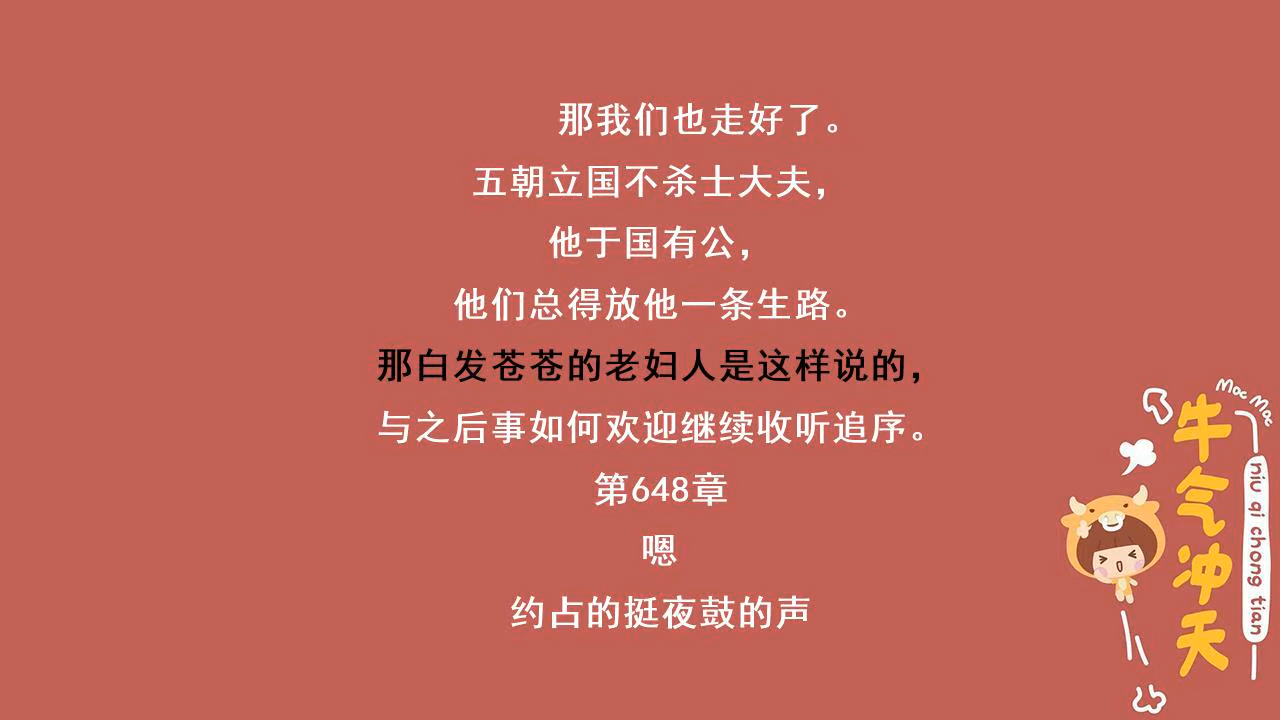 那我们也走好了。
五朝立国不杀士大夫，
他于国有公，
他们总得放他一条生路。
那白发苍苍的老妇人是这样说的，
与之后事如何欢迎继续收听追序。
第648章
嗯
约占的挺夜鼓的声
Moc Moc
牛气冲天
niu qi chong tian